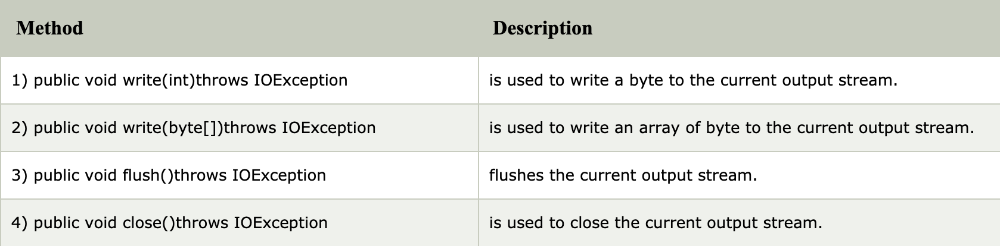 Method Description
1) public void write(int)throws IOException is used to write a byte to the current output stream.
2) public void write(byte[])throws IOException is used to write an array of byte to the current output stream.
3) public void flush()throws IOException flushes the current output stream.
4) public void close()throws IOException is used to close the current output stream.